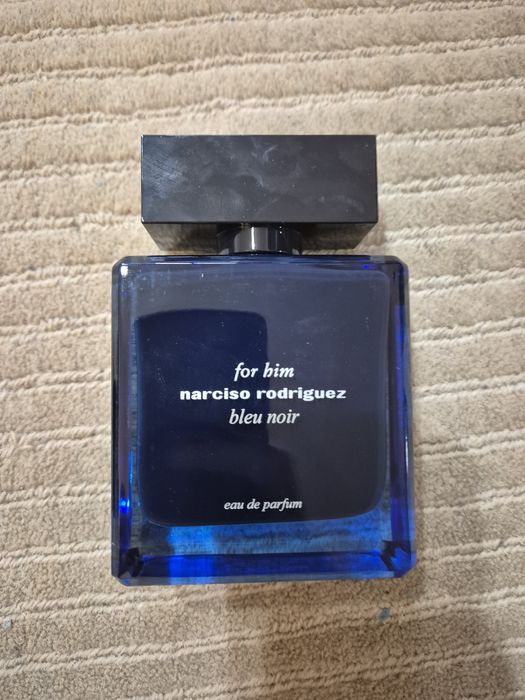 for him
narciso rodriguez
bleu noir
eau de parfum